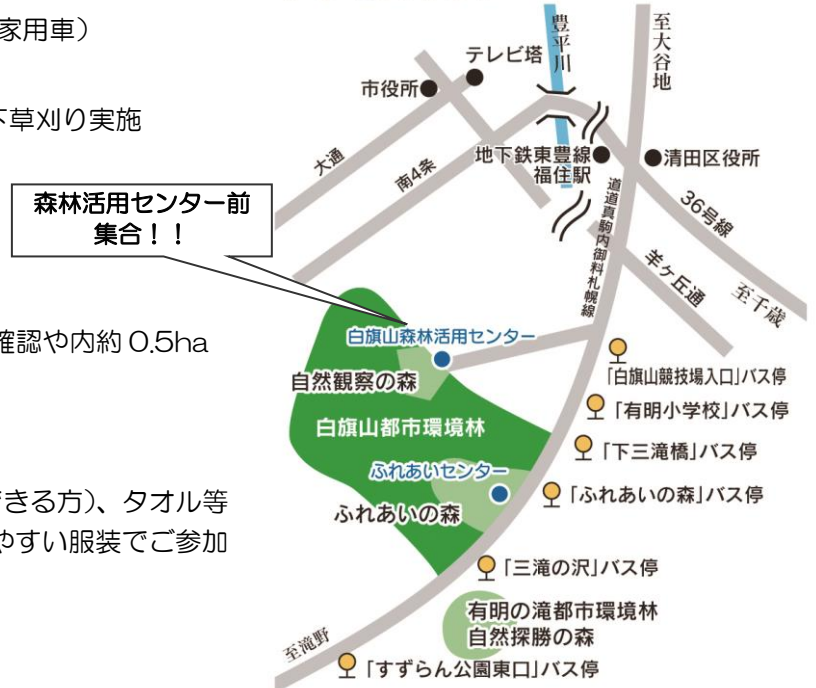 家用車）
下草刈り実施
確認や内約 0.5ha
できる方）、タオル等
やすい服装でご参加
森林活用センター前
集合！！
豊平川
至大谷地
テレビ塔
市役所
大通
南4条
地下鉄東豊線
福住駅
清田区役所
道道真駒内御料札幌線
36号線
羊ヶ丘通
至千歳
白旗山森林活用センター
自然観察の森
白旗山都市環境林
「白旗山競技場入口」バス停
「有明小学校」バス停
「下三滝橋」バス停
ふれあいセンター
「ふれあいの森」バス停
ふれあいの森
「三滝の沢」バス停
有明の滝都市環境林
自然探勝の森
至滝野
「すずらん公園東口」バス停